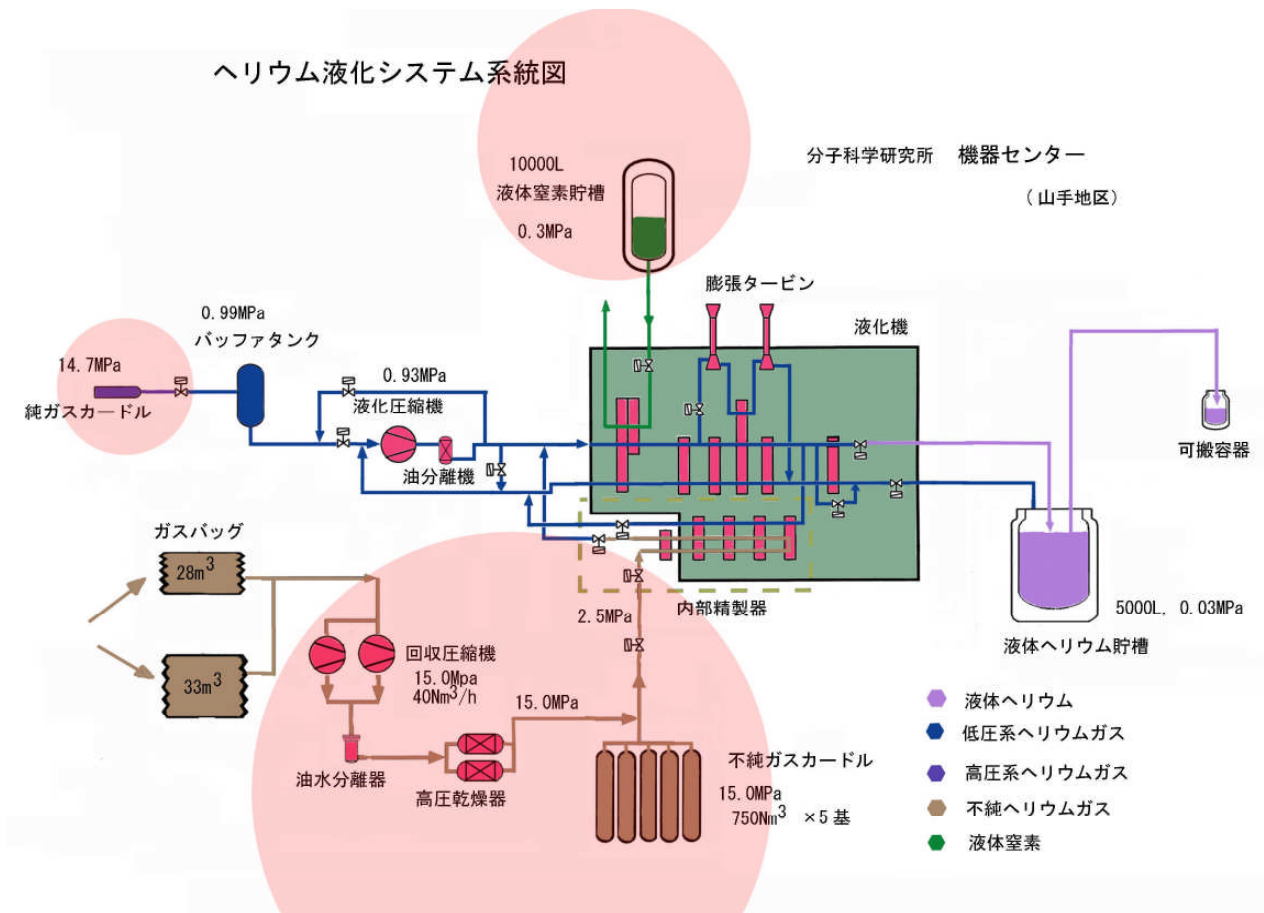 ヘリウム液化システム系統図
分子科学研究所 機器センター
(山手地区)
10000L
液体窒素貯槽
0.3MPa
膨張タービン
液化機
0.99MPa
バッファタンク
14.7MPa
純ガスカードル
0.93MPa
液化圧縮機
油分離機
可搬容器
ガスバッグ
28m³
33m³
内部精製器
2.5MPa
5000L, 0.03MPa
液体ヘリウム貯槽
回収圧縮機
15.0Mpa
40Nm³/h
15.0MPa
油水分離器
高圧乾燥器
不純ガスカードル
15.0MPa
750Nm³ ×5基
液体ヘリウム
低圧系ヘリウムガス
高圧系ヘリウムガス
不純ヘリウムガス
液体窒素